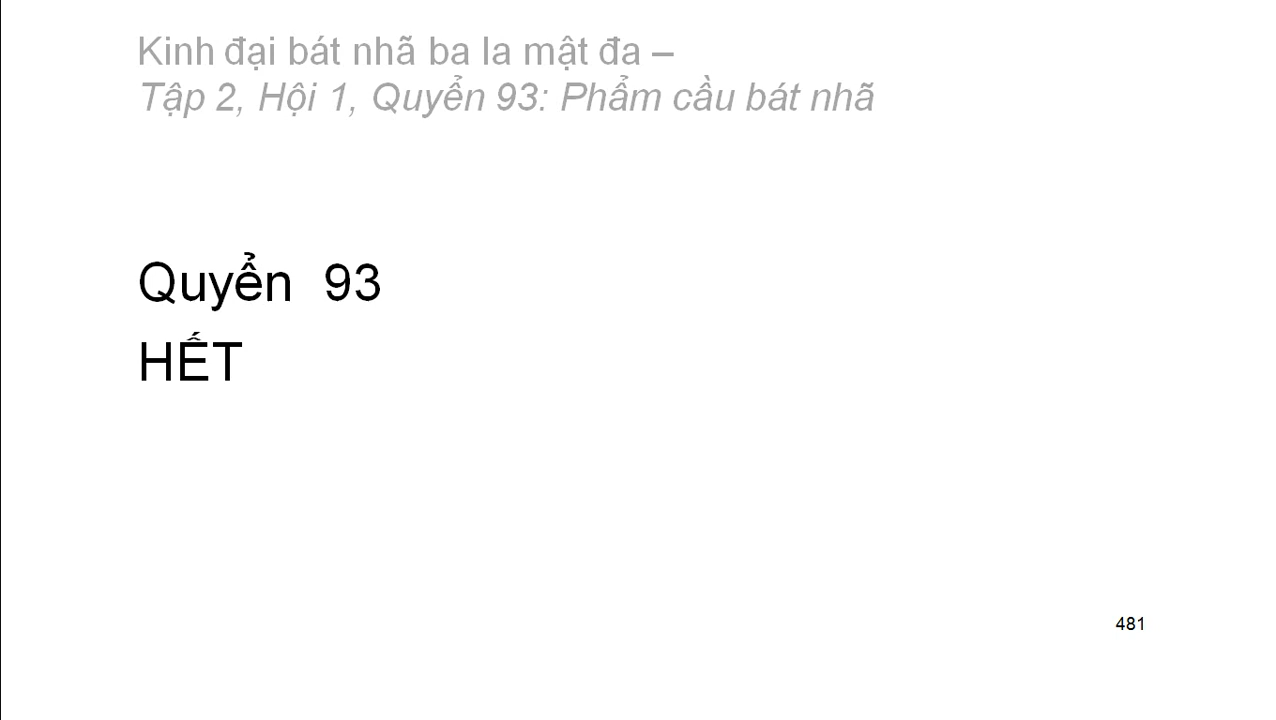 Kinh đại bát nhã ba la mật đa –
Tập 2, Hội 1, Quyển 93: Phẩm cầu bát nhã
Quyển 93
HẾT
481